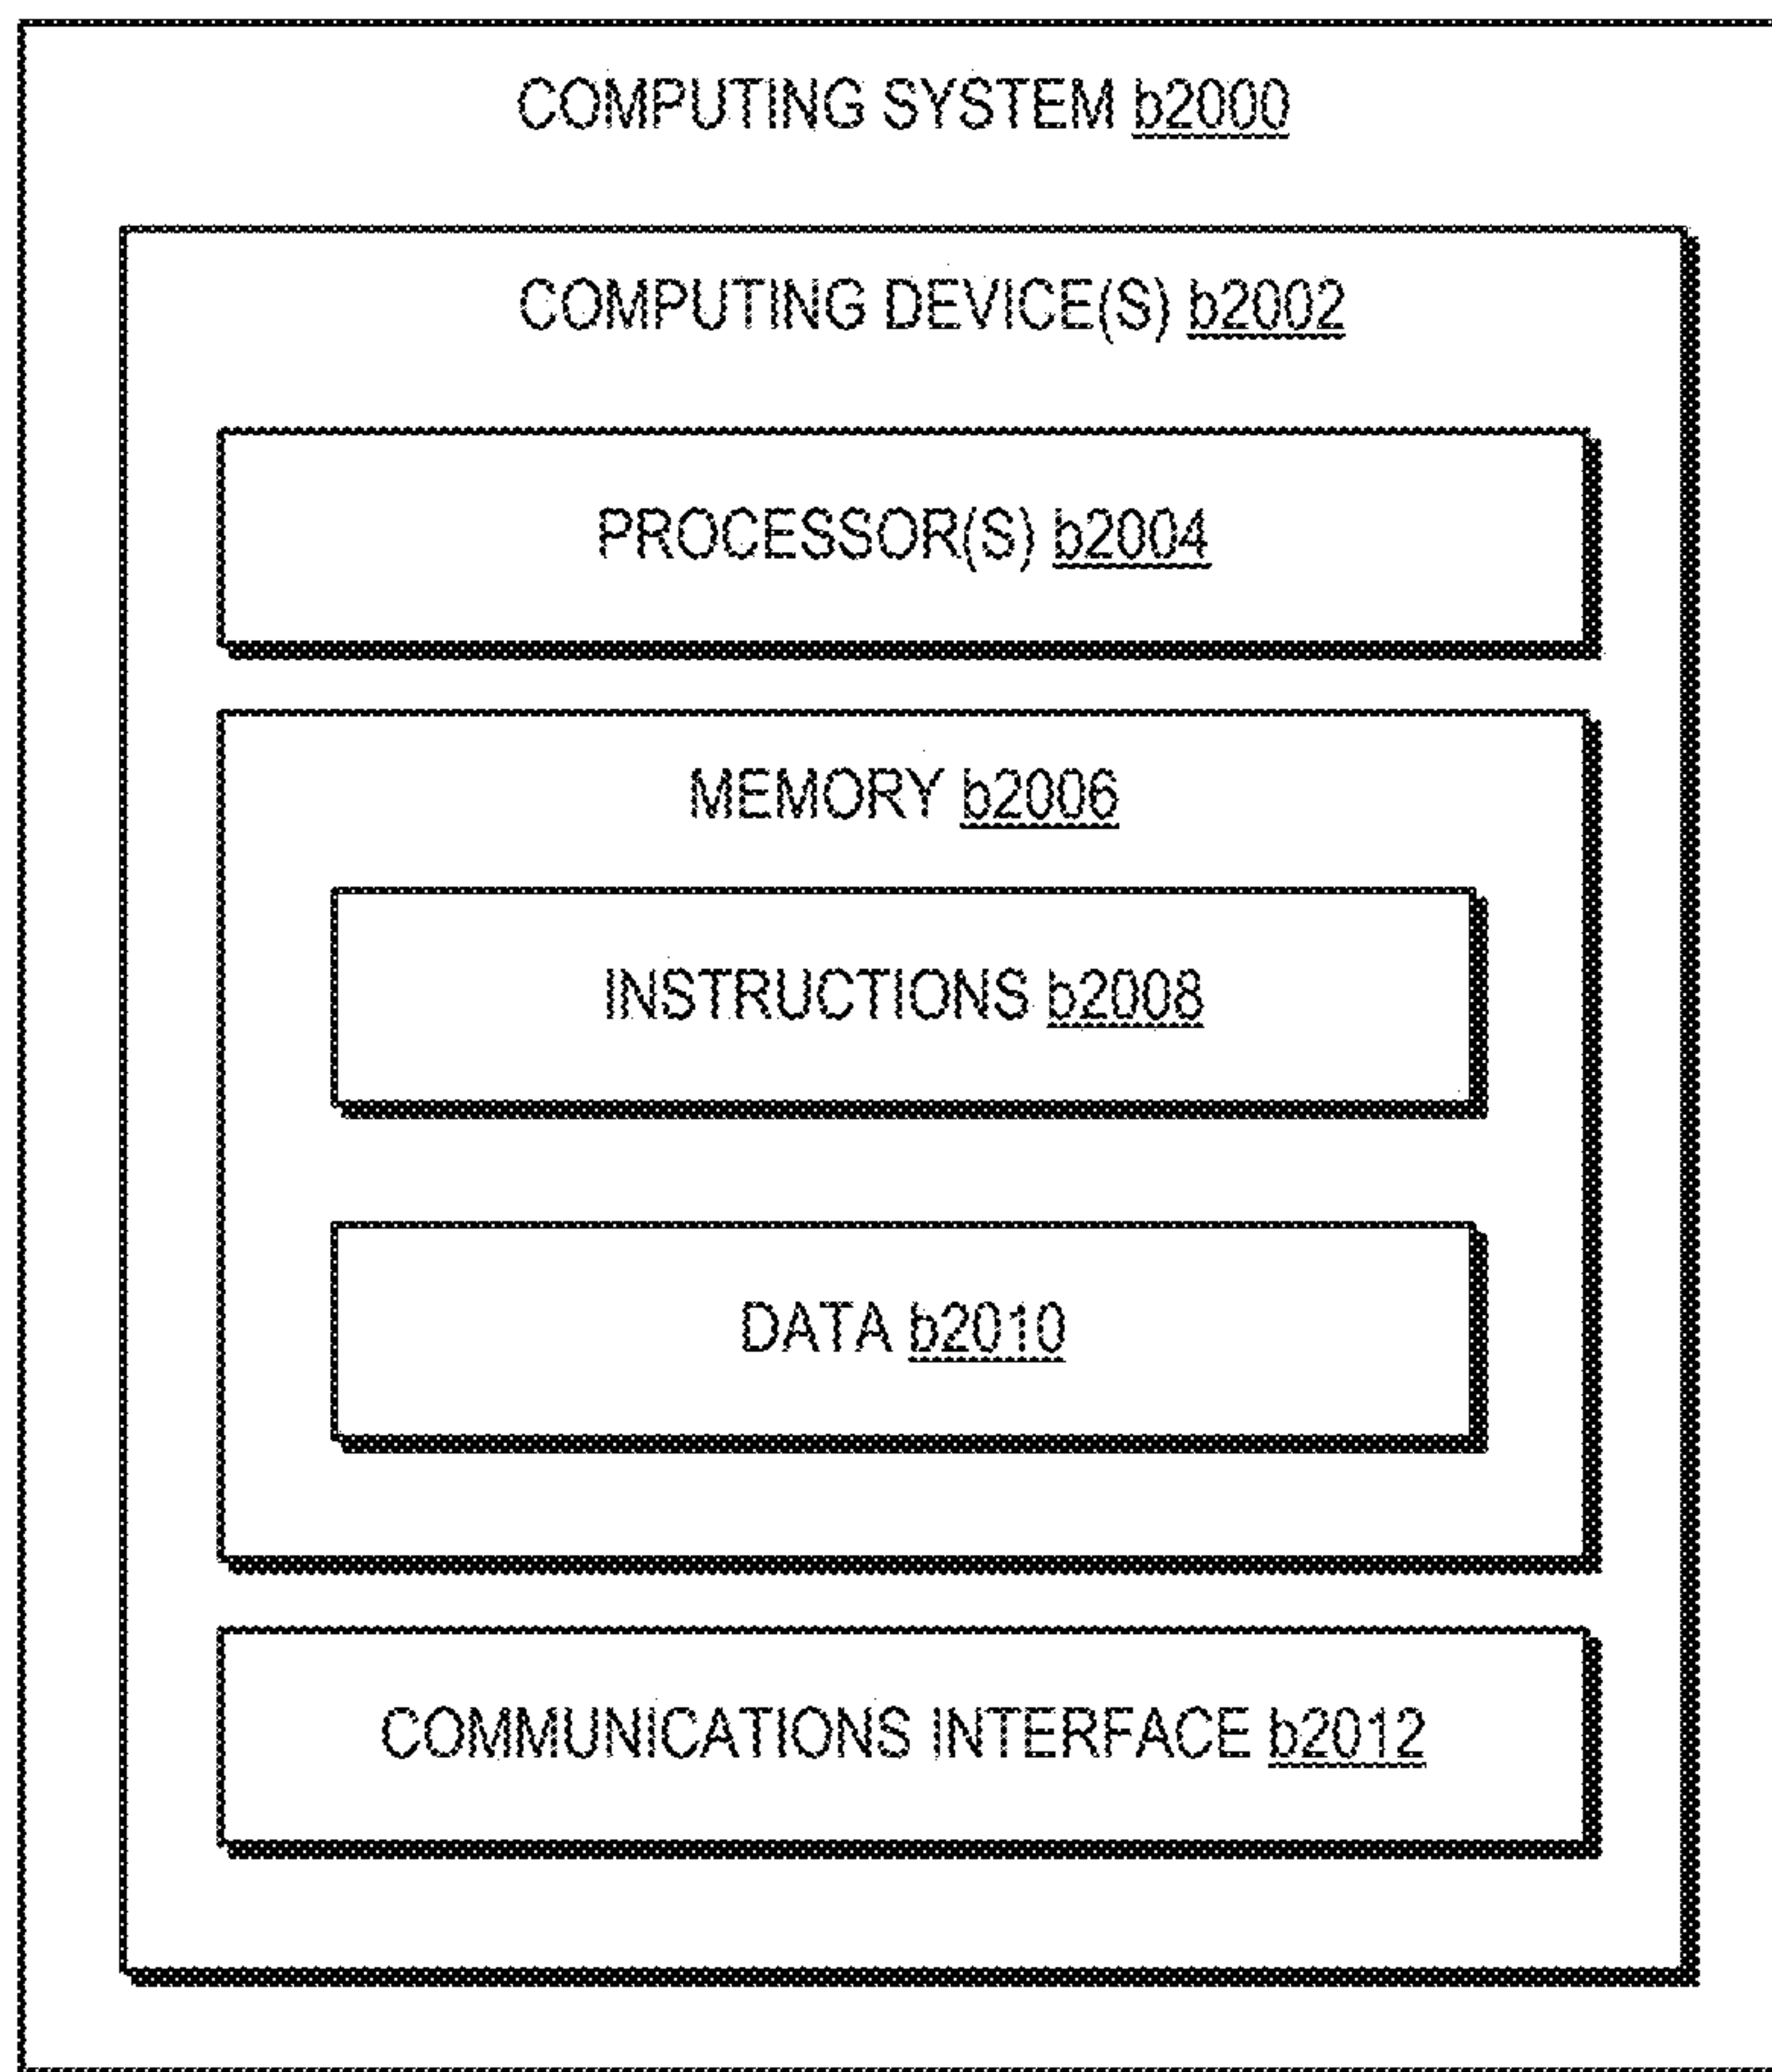 COMPUTING SYSTEM b2000
COMPUTING DEVICE(S) b2002
PROCESSOR(S) b2004
MEMORY b2006
INSTRUCTIONS b2008
DATA b2010
COMMUNICATIONS INTERFACE b2012